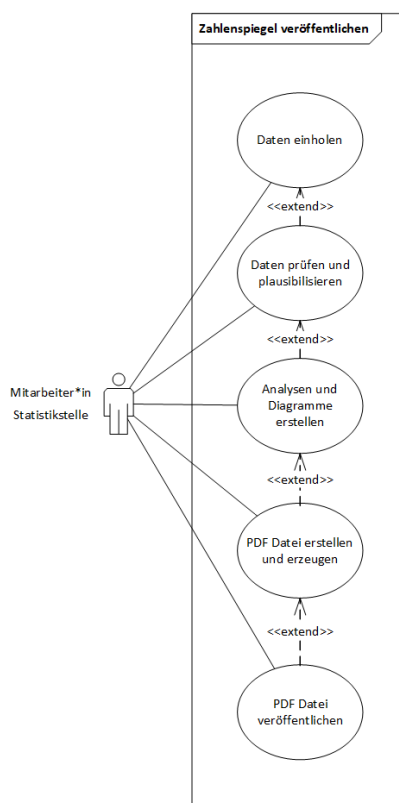 Zahlenspiegel veröffentlichen
Daten einholen
<<extend>>
Daten prüfen und
plausibilisieren
<<extend>>
Mitarbeiter*in
Statistikstelle
Analysen und
Diagramme
erstellen
<<extend>>
PDF Datei erstellen
und erzeugen
<<extend>>
PDF Datei
veröffentlichen